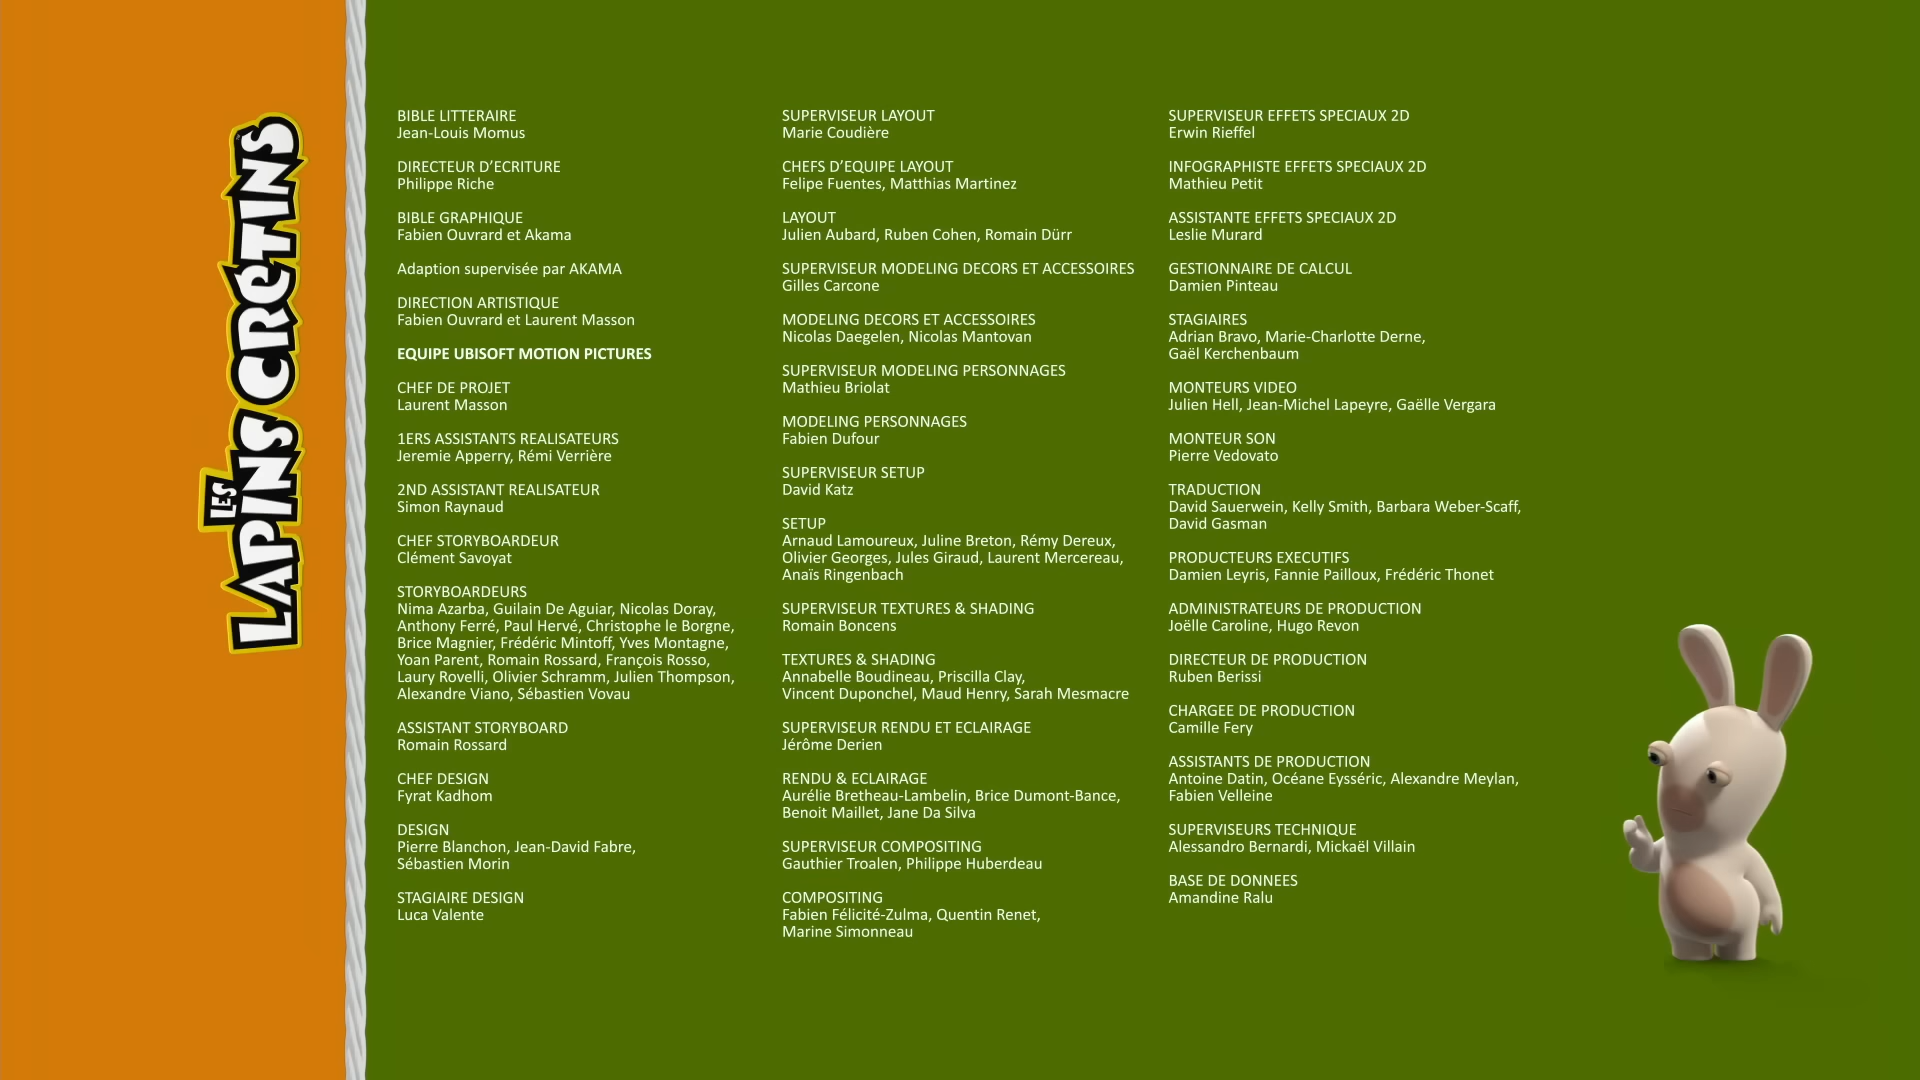 LES
LAPINS CRETINS
BIBLE LITTERAIRE
Jean-Louis Momus
DIRECTEUR D’ECRITURE
Philippe Riche
BIBLE GRAPHIQUE
Fabien Ouvrard et Akama
Adaption supervisée par AKAMA
DIRECTION ARTISTIQUE
Fabien Ouvrard et Laurent Masson
EQUIPE UBISOFT MOTION PICTURES
CHEF DE PROJET
Laurent Masson
1ERS ASSISTANTS REALISATEURS
Jeremie Apperry, Rémi Verrière
2ND ASSISTANT REALISATEUR
Simon Raynaud
CHEF STORYBOARDEUR
Clément Savoyat
STORYBOARDEURS
Nima Azarba, Guilain De Aguiar, Nicolas Doray,
Anthony Ferré, Paul Hervé, Christophe le Borgne,
Brice Magnier, Frédéric Mintoff, Yves Montagne,
Yoan Parent, Romain Rossard, François Rosso,
Laury Rovelli, Olivier Schramm, Julien Thompson,
Alexandre Viano, Sébastien Vovau
ASSISTANT STORYBOARD
Romain Rossard
CHEF DESIGN
Fyrat Kadhom
DESIGN
Pierre Blanchon, Jean-David Fabre,
Sébastien Morin
STAGIAIRE DESIGN
Luca Valente
SUPERVISEUR LAYOUT
Marie Coudière
CHEFS D’EQUIPE LAYOUT
Felipe Fuentes, Matthias Martinez
LAYOUT
Julien Aubard, Ruben Cohen, Romain Dürr
SUPERVISEUR MODELING DECORS ET ACCESSOIRES
Gilles Carcone
MODELING DECORS ET ACCESSOIRES
Nicolas Daegelen, Nicolas Mantovan
SUPERVISEUR MODELING PERSONNAGES
Mathieu Briolat
MODELING PERSONNAGES
Fabien Dufour
SUPERVISEUR SETUP
David Katz
SETUP
Arnaud Lamoureux, Juline Breton, Rémy Dereux,
Olivier Georges, Jules Giraud, Laurent Mercereau,
Anaïs Ringenbach
SUPERVISEUR TEXTURES & SHADING
Romain Boncens
TEXTURES & SHADING
Annabelle Boudineau, Priscilla Clay,
Vincent Duponchel, Maud Henry, Sarah Mesmacre
SUPERVISEUR RENDU ET ECLAIRAGE
Jérôme Derien
RENDU & ECLAIRAGE
Aurélie Bretheau-Lambelin, Brice Dumont-Bance,
Benoit Maillet, Jane Da Silva
SUPERVISEUR COMPOSITING
Gauthier Troalen, Philippe Huberdeau
COMPOSITING
Fabien Félicité-Zulma, Quentin Renet,
Marine Simonneau
SUPERVISEUR EFFETS SPECIAUX 2D
Erwin Rieffel
INFOGRAPHISTE EFFETS SPECIAUX 2D
Mathieu Petit
ASSISTANTE EFFETS SPECIAUX 2D
Leslie Murard
GESTIONNAIRE DE CALCUL
Damien Pinteau
STAGIAIRES
Adrian Bravo, Marie-Charlotte Derne,
Gaël Kerchenbaum
MONTEURS VIDEO
Julien Hell, Jean-Michel Lapeyre, Gaëlle Vergara
MONTEUR SON
Pierre Vedovato
TRADUCTION
David Sauerwein, Kelly Smith, Barbara Weber-Scaff,
David Gasman
PRODUCTEURS EXECUTIFS
Damien Leyris, Fannie Pailloux, Frédéric Thonet
ADMINISTRATEURS DE PRODUCTION
Joëlle Caroline, Hugo Revon
DIRECTEUR DE PRODUCTION
Ruben Berissi
CHARGEE DE PRODUCTION
Camille Fery
ASSISTANTS DE PRODUCTION
Antoine Datin, Océane Eysséric, Alexandre Meylan,
Fabien Velleine
SUPERVISEURS TECHNIQUE
Alessandro Bernardi, Mickaël Villain
BASE DE DONNEES
Amandine Ralu